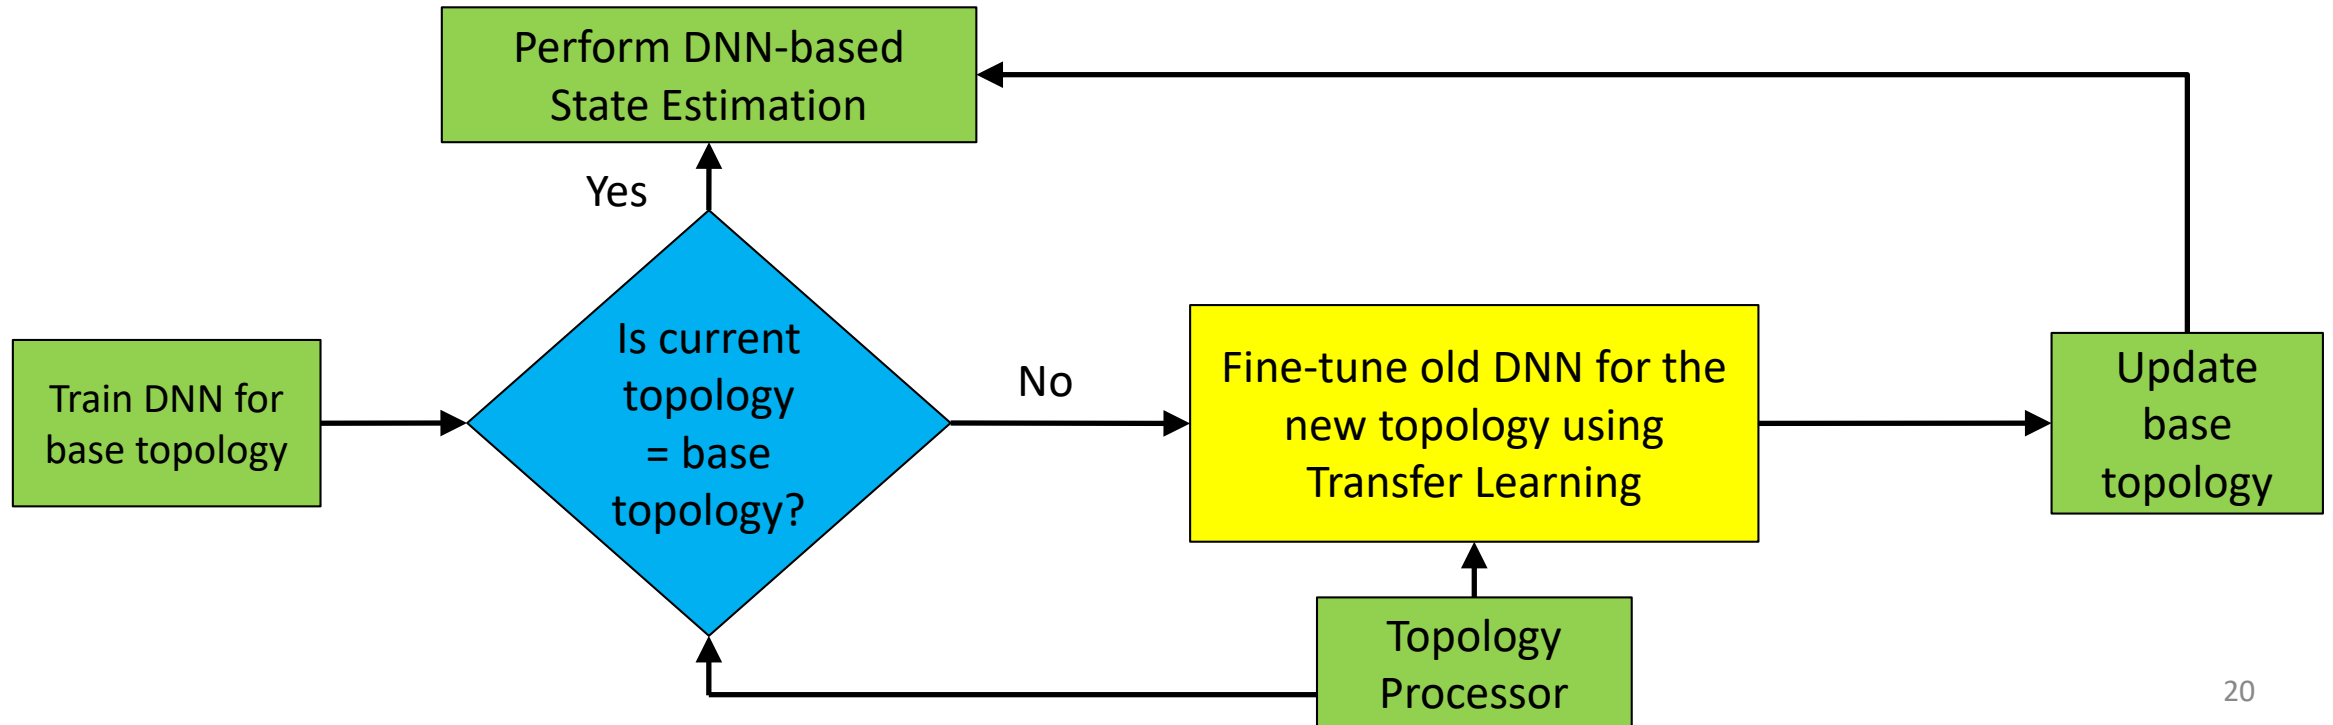 Perform DNN-based
State Estimation
Yes
Train DNN for
base topology
Is current
topology
= base
topology?
No
Fine-tune old DNN for the
new topology using
Transfer Learning
Update
base
topology
Topology
Processor
20